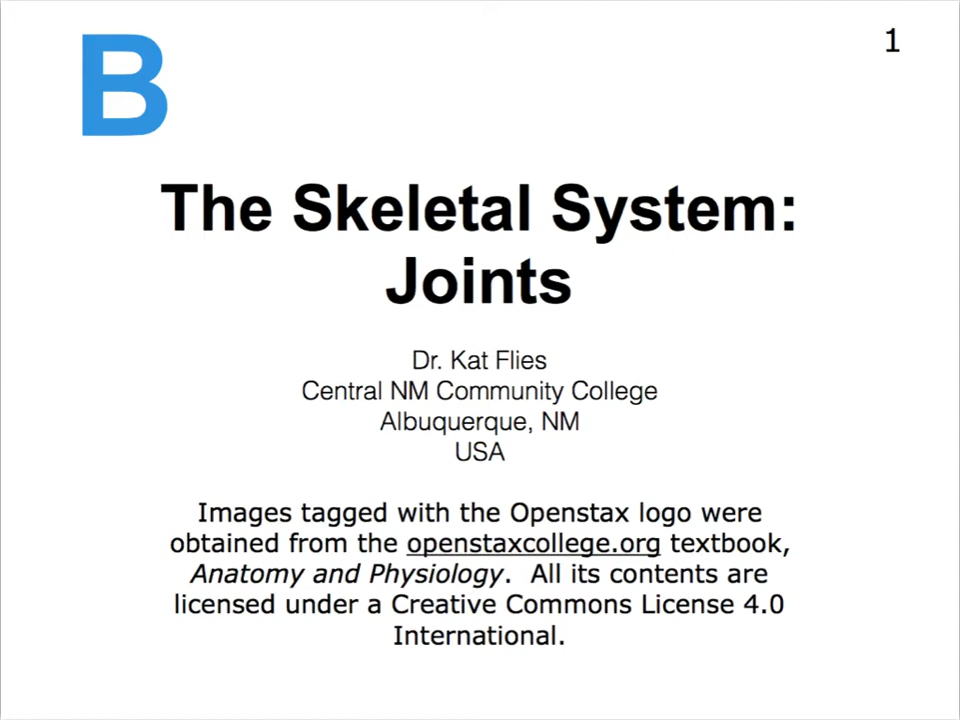 B
1
The Skeletal System:
Joints
Dr. Kat Flies
Central NM Community College
Albuquerque, NM
USA
Images tagged with the Openstax logo were
obtained from the openstaxcollege.org textbook,
Anatomy and Physiology.  All its contents are
licensed under a Creative Commons License 4.0
International.